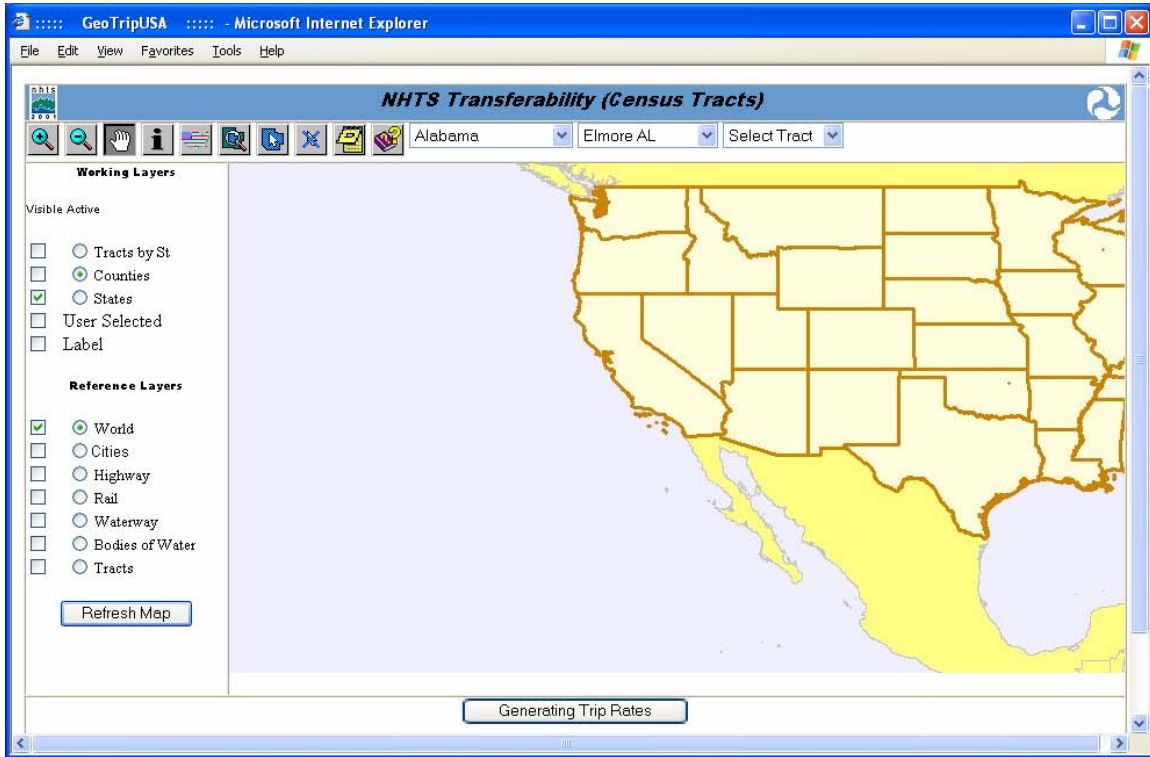 ::::: GeoTripUSA ::::: - Microsoft Internet Explorer
File Edit View Favorites Tools Help
nhts
2001
NHTS Transferability (Census Tracts)
Alabama Elmore AL Select Tract
Working Layers
Visible Active
Tracts by St
Counties
States
User Selected
Label
Reference Layers
World
Cities
Highway
Rail
Waterway
Bodies of Water
Tracts
Refresh Map
Generating Trip Rates